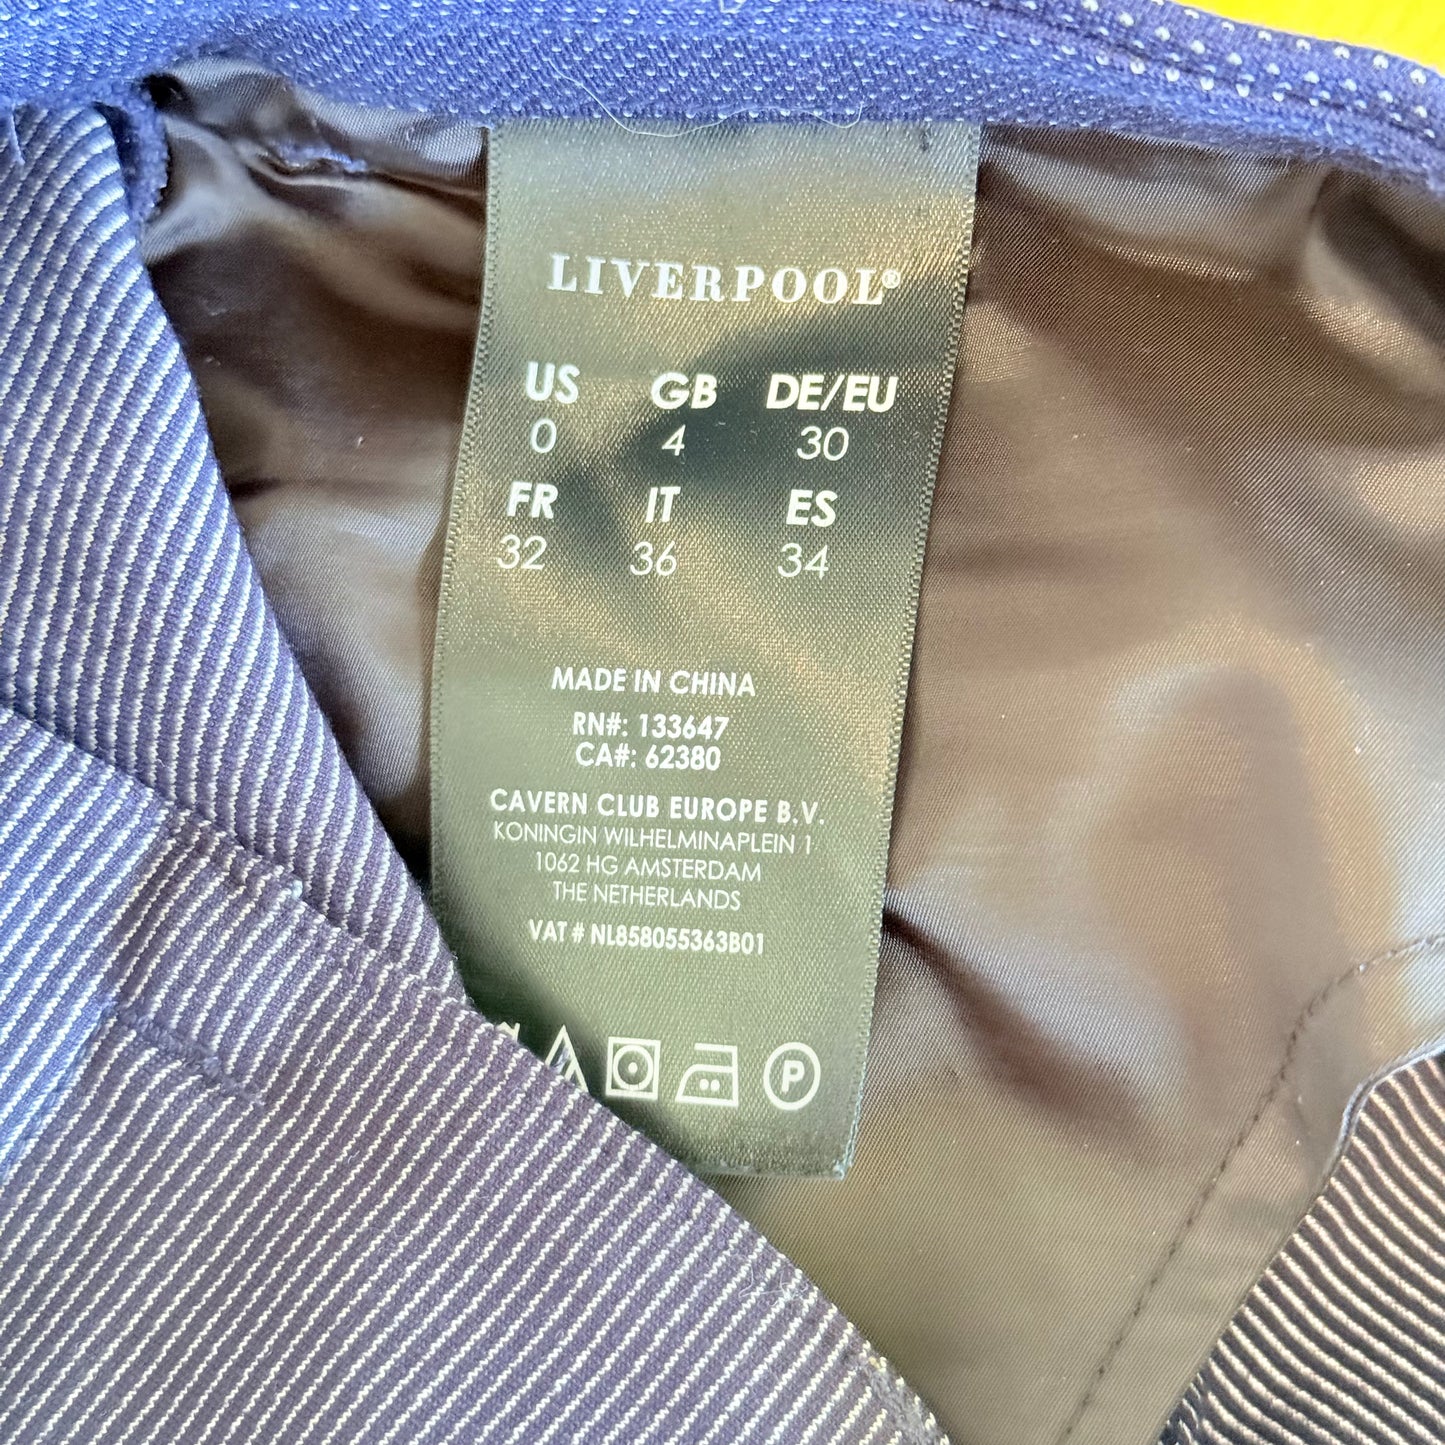 LIVERPOOL®
US GB DE/EU
0 4 30
FR IT ES
32 36 34
MADE IN CHINA
RN#: 133647
CA#: 62380
CAVERN CLUB EUROPE B.V.
KONINGIN WILHELMINAPLEIN 1
1062 HG AMSTERDAM
THE NETHERLANDS
VAT # NL858055363B01
P